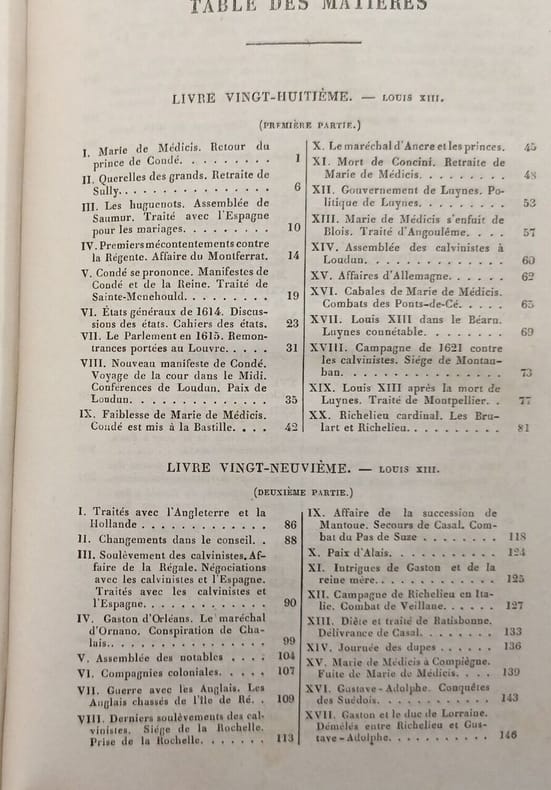 TABLE DES MATIÈRES
LIVRE VINGT-HUITIÈME. — LOUIS XIII.
(PREMIÈRE PARTIE.)
I. Marie de Médicis. Retour du
prince de Condé. . . . . . . . . 1
II. Querelles des grands. Retraite de
Sully. . . . . . . . . . . . . . . . 6
III. Les huguenots. Assemblée de
Saumur. Traité avec l'Espagne
pour les mariages. . . . . . . . . 10
IV. Premiers mécontentements contre
la Régente. Affaire du Montferrat. 14
V. Condé se prononce. Manifestes de
Condé et de la Reine. Traité de
Sainte-Menehould. . . . . . . . . 19
VI. États généraux de 1614. Discus-
sions des états. Cahiers des états. 23
VII. Le Parlement en 1615. Remon-
trances portées au Louvre. . . . . 31
VIII. Nouveau manifeste de Condé.
Voyage de la cour dans le Midi.
Conférences de Loudun. Paix de
Loudun. . . . . . . . . . . . . . . 35
IX. Faiblesse de Marie de Médicis.
Condé est mis à la Bastille. . . . 42
X. Le maréchal d'Ancre et les princes. 45
XI. Mort de Concini. Retraite de
Marie de Médicis. . . . . . . . . 48
XII. Gouvernement de Luynes. Po-
litique de Luynes. . . . . . . . . 53
XIII. Marie de Médicis s'enfuit de
Blois. Traité d'Angoulême. . . . 57
XIV. Assemblée des calvinistes à
Loudun. . . . . . . . . . . . . . 60
XV. Affaires d'Allemagne. . . . . . 62
XVI. Cabales de Marie de Médicis.
Combats des Ponts-de-Cé. . . . . 65
XVII. Louis XIII dans le Béarn.
Luynes connétable. . . . . . . . . 69
XVIII. Campagne de 1621 contre
les calvinistes. Siége de Montau-
ban. . . . . . . . . . . . . . . . 73
XIX. Louis XIII après la mort de
Luynes. Traité de Montpellier. . 77
XX. Richelieu cardinal. Les Bru-
lart et Richelieu. . . . . . . . . . 81
LIVRE VINGT-NEUVIÈME. — LOUIS XIII.
(DEUXIÈME PARTIE.)
I. Traités avec l'Angleterre et la
Hollande . . . . . . . . . . . . . 86
II. Changements dans le conseil. . 88
III. Soulèvement des calvinistes. Af-
faire de la Régale. Négociations
avec les calvinistes et l'Espagne.
Traités avec les calvinistes et
l'Espagne. . . . . . . . . . . . . 90
IV. Gaston d'Orléans. Le maréchal
d'Ornano. Conspiration de Cha-
lais. . . . . . . . . . . . . . . . 99
V. Assemblée des notables . . . . 104
VI. Compagnies coloniales. . . . . 107
VII. Guerre avec les Anglais. Les
Anglais chassés de l'île de Ré. . 109
VIII. Derniers soulèvements des cal-
vinistes. Siége de la Rochelle.
Prise de la Rochelle. . . . . . . 113
IX. Affaire de la succession de
Mantoue. Secours de Casal. Com-
bat du Pas de Suze . . . . . . . . 118
X. Paix d'Alais. . . . . . . . . . . 124
XI. Intrigues de Gaston et de la
reine mère. . . . . . . . . . . . . 125
XII. Campagne de Richelieu en Ita-
lie. Combat de Veillane. . . . . . 127
XIII. Diète et traité de Ratisbonne.
Délivrance de Casal. . . . . . . . 133
XIV. Journée des dupes . . . . . . 136
XV. Marie de Médicis à Compiègne.
Fuite de Marie de Médicis. . . . 139
XVI. Gustave-Adolphe. Conquêtes
des Suédois. . . . . . . . . . . . 143
XVII. Gaston et le duc de Lorraine.
Démêlés entre Richelieu et Gus-
tave-Adolphe. . . . . . . . . . . 146